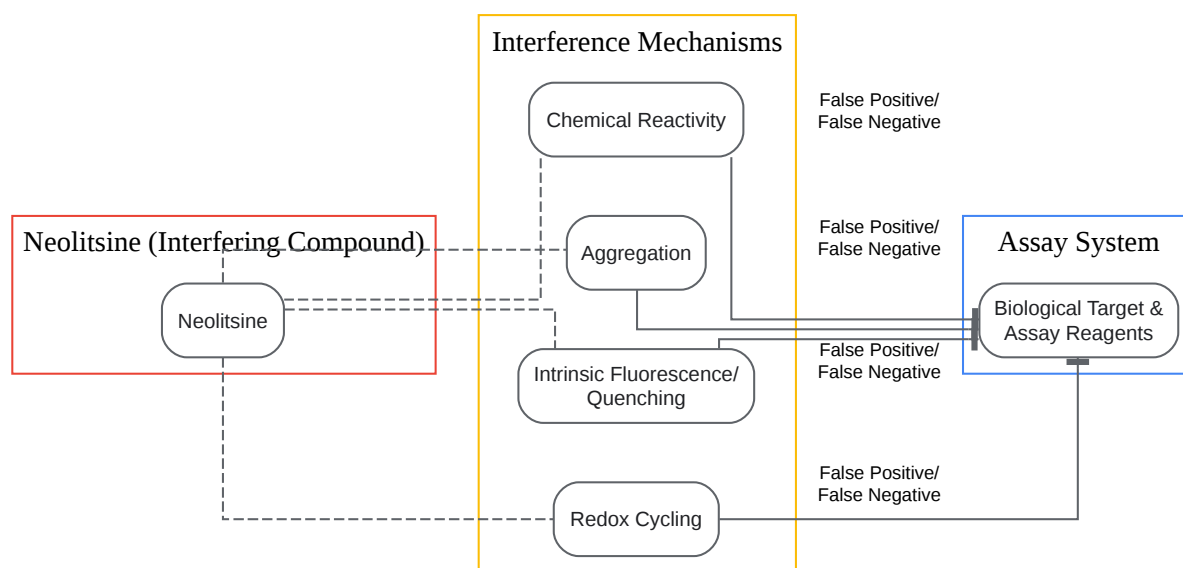 Interference Mechanisms
Chemical Reactivity
False Positive/
False Negative
Neolitsine (Interfering Compound)
Neolitsine
Aggregation
False Positive/
False Negative
Assay System
Biological Target &
Assay Reagents
Intrinsic Fluorescence/
Quenching
False Positive/
False Negative
Redox Cycling
False Positive/
False Negative